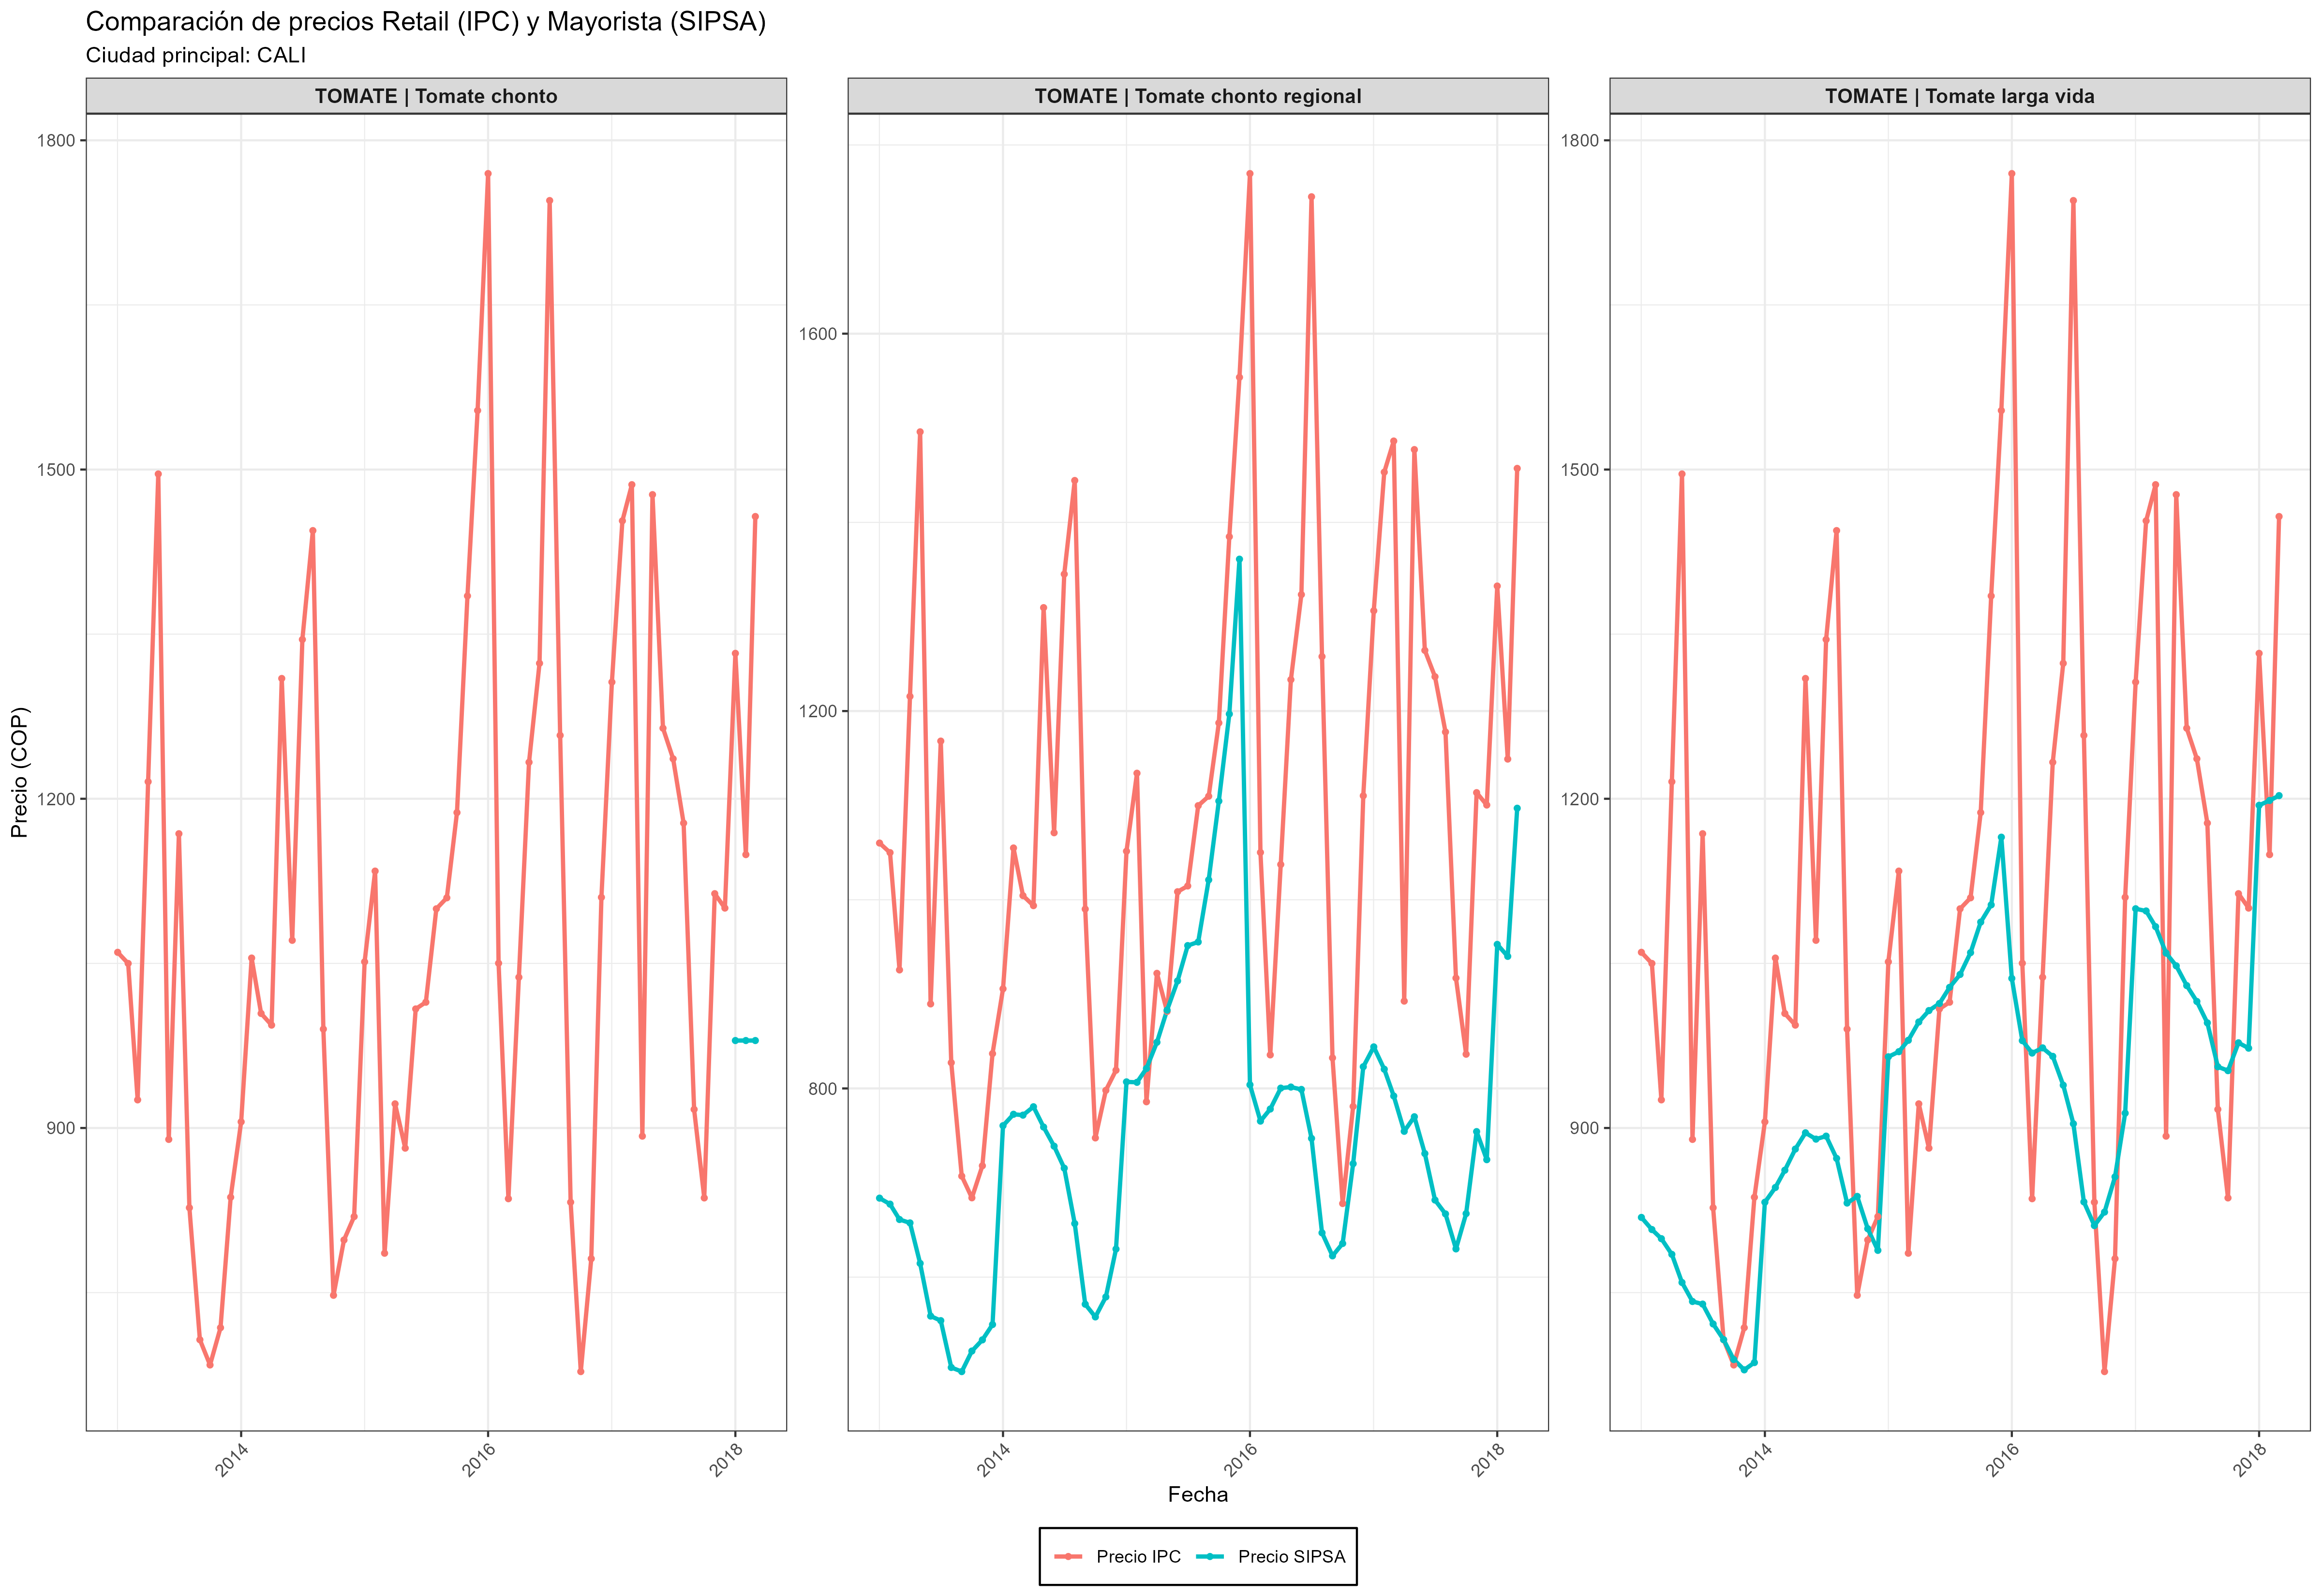 Comparación de precios Retail (IPC) y Mayorista (SIPSA)
Ciudad principal: CALI
TOMATE | Tomate chonto
TOMATE | Tomate chonto regional
TOMATE | Tomate larga vida
Precio (COP)
1800
1500
1200
900
1600
1200
800
1800
1500
1200
900
2014
2016
2018
2014
2016
2018
2014
2016
2018
Fecha
Precio IPC
Precio SIPSA